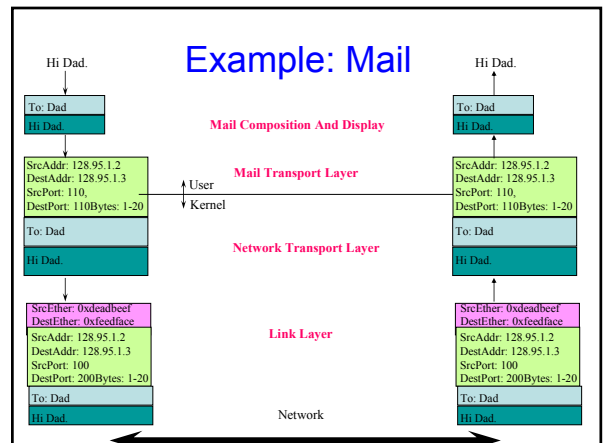 Example: Mail
Hi Dad.
Hi Dad.
To: Dad
Hi Dad.
Mail Composition And Display
To: Dad
Hi Dad.
SrcAddr: 128.95.1.2
DestAddr: 128.95.1.3
SrcPort: 110,
DestPort: 110Bytes: 1-20
To: Dad
Hi Dad.
Mail Transport Layer
User
Kernel
Network Transport Layer
SrcAddr: 128.95.1.2
DestAddr: 128.95.1.3
SrcPort: 110,
DestPort: 110Bytes: 1-20
To: Dad
Hi Dad.
SrcEther: 0xdeadbeef
DestEther: 0xfeedface
SrcAddr: 128.95.1.2
DestAddr: 128.95.1.3
SrcPort: 100
DestPort: 200Bytes: 1-20
To: Dad
Hi Dad.
Link Layer
Network
SrcEther: 0xdeadbeef
DestEther: 0xfeedface
SrcAddr: 128.95.1.2
DestAddr: 128.95.1.3
SrcPort: 100
DestPort: 200Bytes: 1-20
To: Dad
Hi Dad.